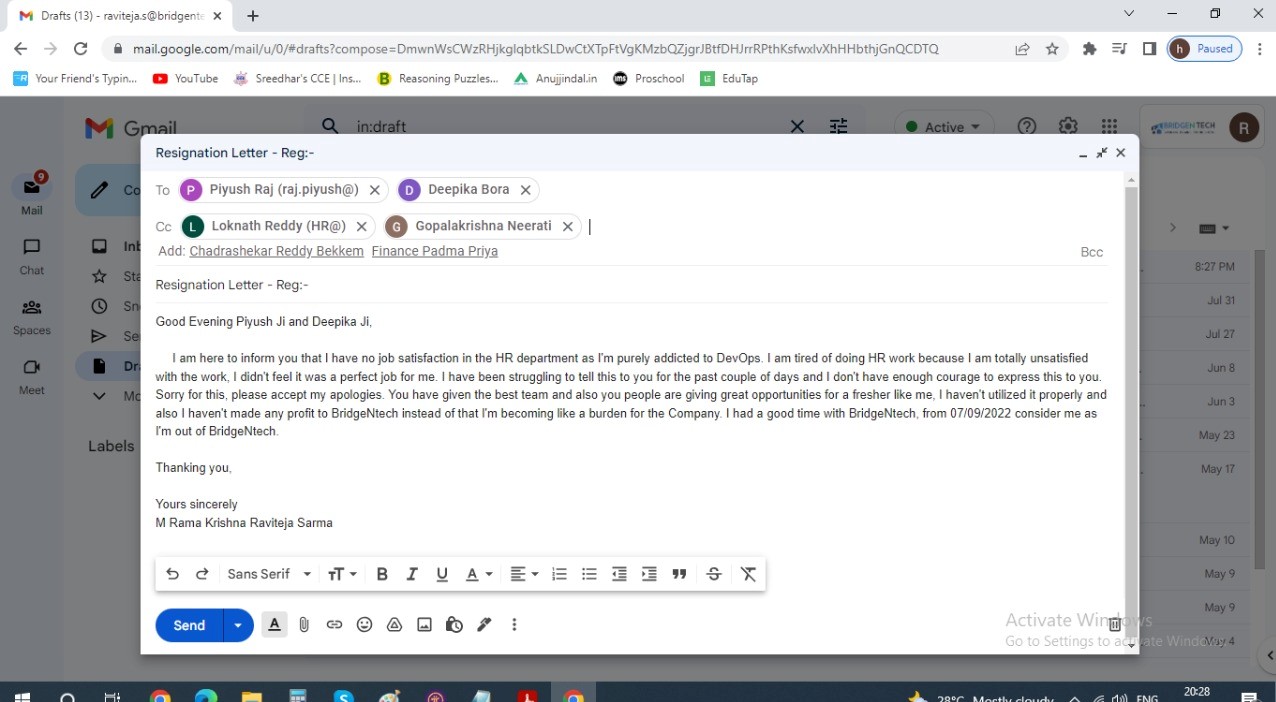 Drafts (13) - raviteja.s@bridgente
mail.google.com/mail/u/0/#drafts?compose=DmwnWsCWzRHjkglqbtkSLDwCtXTpFtVgKMzbQZjgrJBtfDHJrrRPthKsfwxlvXhHHbthjGnQCDTQ
h Paused
Your Friend's Typin...
YouTube
Sreedhar's CCE | Ins...
B Reasoning Puzzles...
Anujjindal.in
ims Proschool
EduTap
Gmail
in:draft
Active
BRIDGEN TECH
R
9
Mail
Chat
Spaces
Meet
Co
Inb
Sta
Sn
Se
Dra
Mo
Labels
Resignation Letter - Reg:-
To P Piyush Raj (raj.piyush@) D Deepika Bora
Cc L Loknath Reddy (HR@) G Gopalakrishna Neerati
Add: Chadrashekar Reddy Bekkem Finance Padma Priya
Bcc
Resignation Letter - Reg:-
Good Evening Piyush Ji and Deepika Ji,
I am here to inform you that I have no job satisfaction in the HR department as I'm purely addicted to DevOps. I am tired of doing HR work because I am totally unsatisfied
with the work, I didn't feel it was a perfect job for me. I have been struggling to tell this to you for the past couple of days and I don't have enough courage to express this to you.
Sorry for this, please accept my apologies. You have given the best team and also you people are giving great opportunities for a fresher like me, I haven't utilized it properly and
also I haven't made any profit to BridgeNtech instead of that I'm becoming like a burden for the Company. I had a good time with BridgeNtech, from 07/09/2022 consider me as
I'm out of BridgeNtech.
Thanking you,
Yours sincerely
M Rama Krishna Raviteja Sarma
Sans Serif
Send
8:27 PM
Jul 31
Jul 27
Jun 8
Jun 3
May 23
May 17
May 10
May 9
May 9
May 4
Activate Windows
Go to Settings to activate Windows.
28°C Mostly cloudy
ENG
20:28